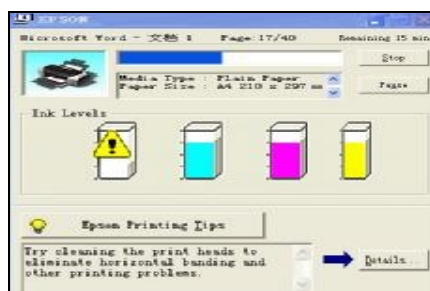 EPSON
Microsoft Word - 文档 1 Page:17/40 Remaining 15 min
Stop
Media Type : Plain Paper
Paper Size : A4 210 x 297 mm
Pause
Ink Levels
Epson Printing Tips
Try cleaning the print heads to
eliminate horizontal banding and
other printing problems.
Details...